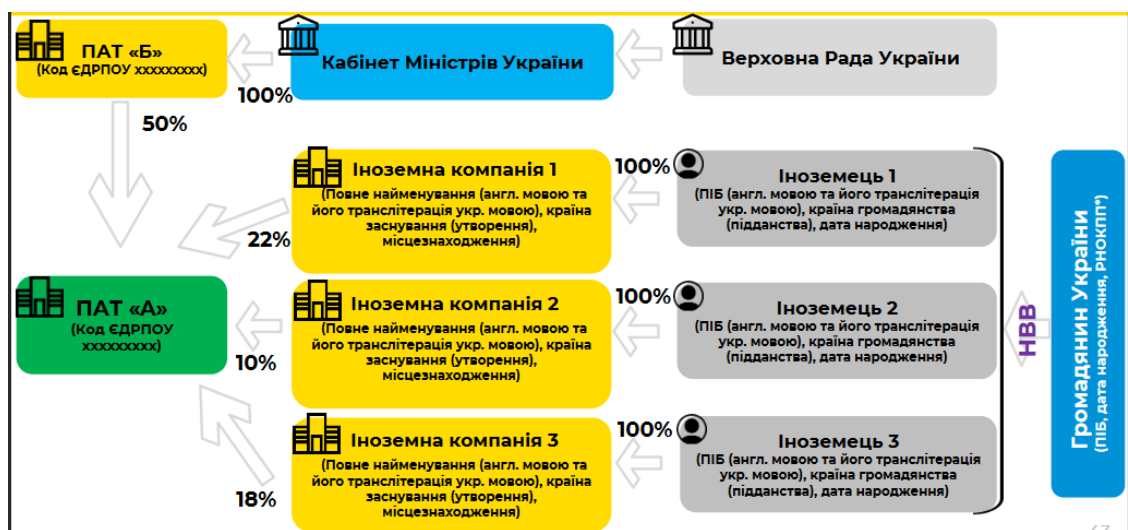 ПАТ «Б»
(Код ЄДРПОУ xxxxxxxxx)
Кабінет Міністрів України
Верховна Рада України
100%
50%
Іноземна компанія 1
(Повне найменування (англ. мовою та
його транслітерація укр. мовою), країна
заснування (утворення),
місцезнаходження)
100%
Іноземець 1
(ПІБ (англ. мовою та його транслітерація
укр. мовою), країна громадянства
(підданства), дата народження)
22%
ПАТ «А»
(Код ЄДРПОУ
xxxxxxxxx)
Іноземна компанія 2
(Повне найменування (англ. мовою та
його транслітерація укр. мовою), країна
заснування (утворення),
місцезнаходження)
100%
Іноземець 2
(ПІБ (англ. мовою та його транслітерація
укр. мовою), країна громадянства
(підданства), дата народження)
10%
Іноземна компанія 3
(Повне найменування (англ. мовою та
його транслітерація укр. мовою), країна
заснування (утворення),
місцезнаходження)
100%
Іноземець 3
(ПІБ (англ. мовою та його транслітерація
укр. мовою), країна громадянства
(підданства), дата народження)
18%
НВВ
Громадянин України
(ПІБ, дата народження, РНОКПП*)